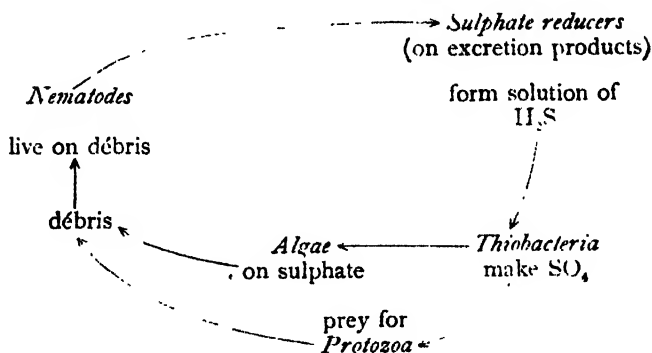 Sulphate reducers
(on excretion products)
Nematodes
form solution of
H₂S
live on débris
débris
Algae
on sulphate
Thiobacteria
make SO₄
prey for
Protozoa